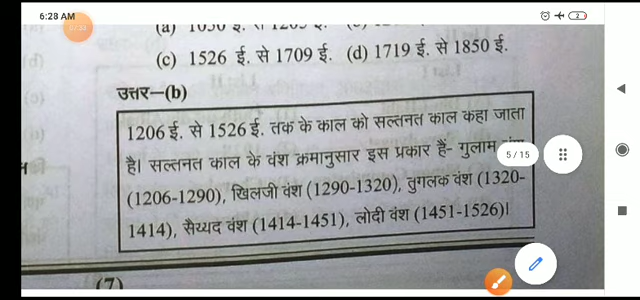 6:28 AM
(c) 1526 ई. से 1709 ई. (d) 1719 ई. से 1850 ई.
उत्तर–(b)
1206 ई. से 1526 ई. तक के काल को सल्तनत काल कहा जाता
है। सल्तनत काल के वंश क्रमानुसार इस प्रकार हैं- गुलाम
5 / 15
(1206-1290), खिलजी वंश (1290-1320), तुगलक वंश (1320-
1414), सैय्यद वंश (1414-1451), लोदी वंश (1451-1526)।
(7)